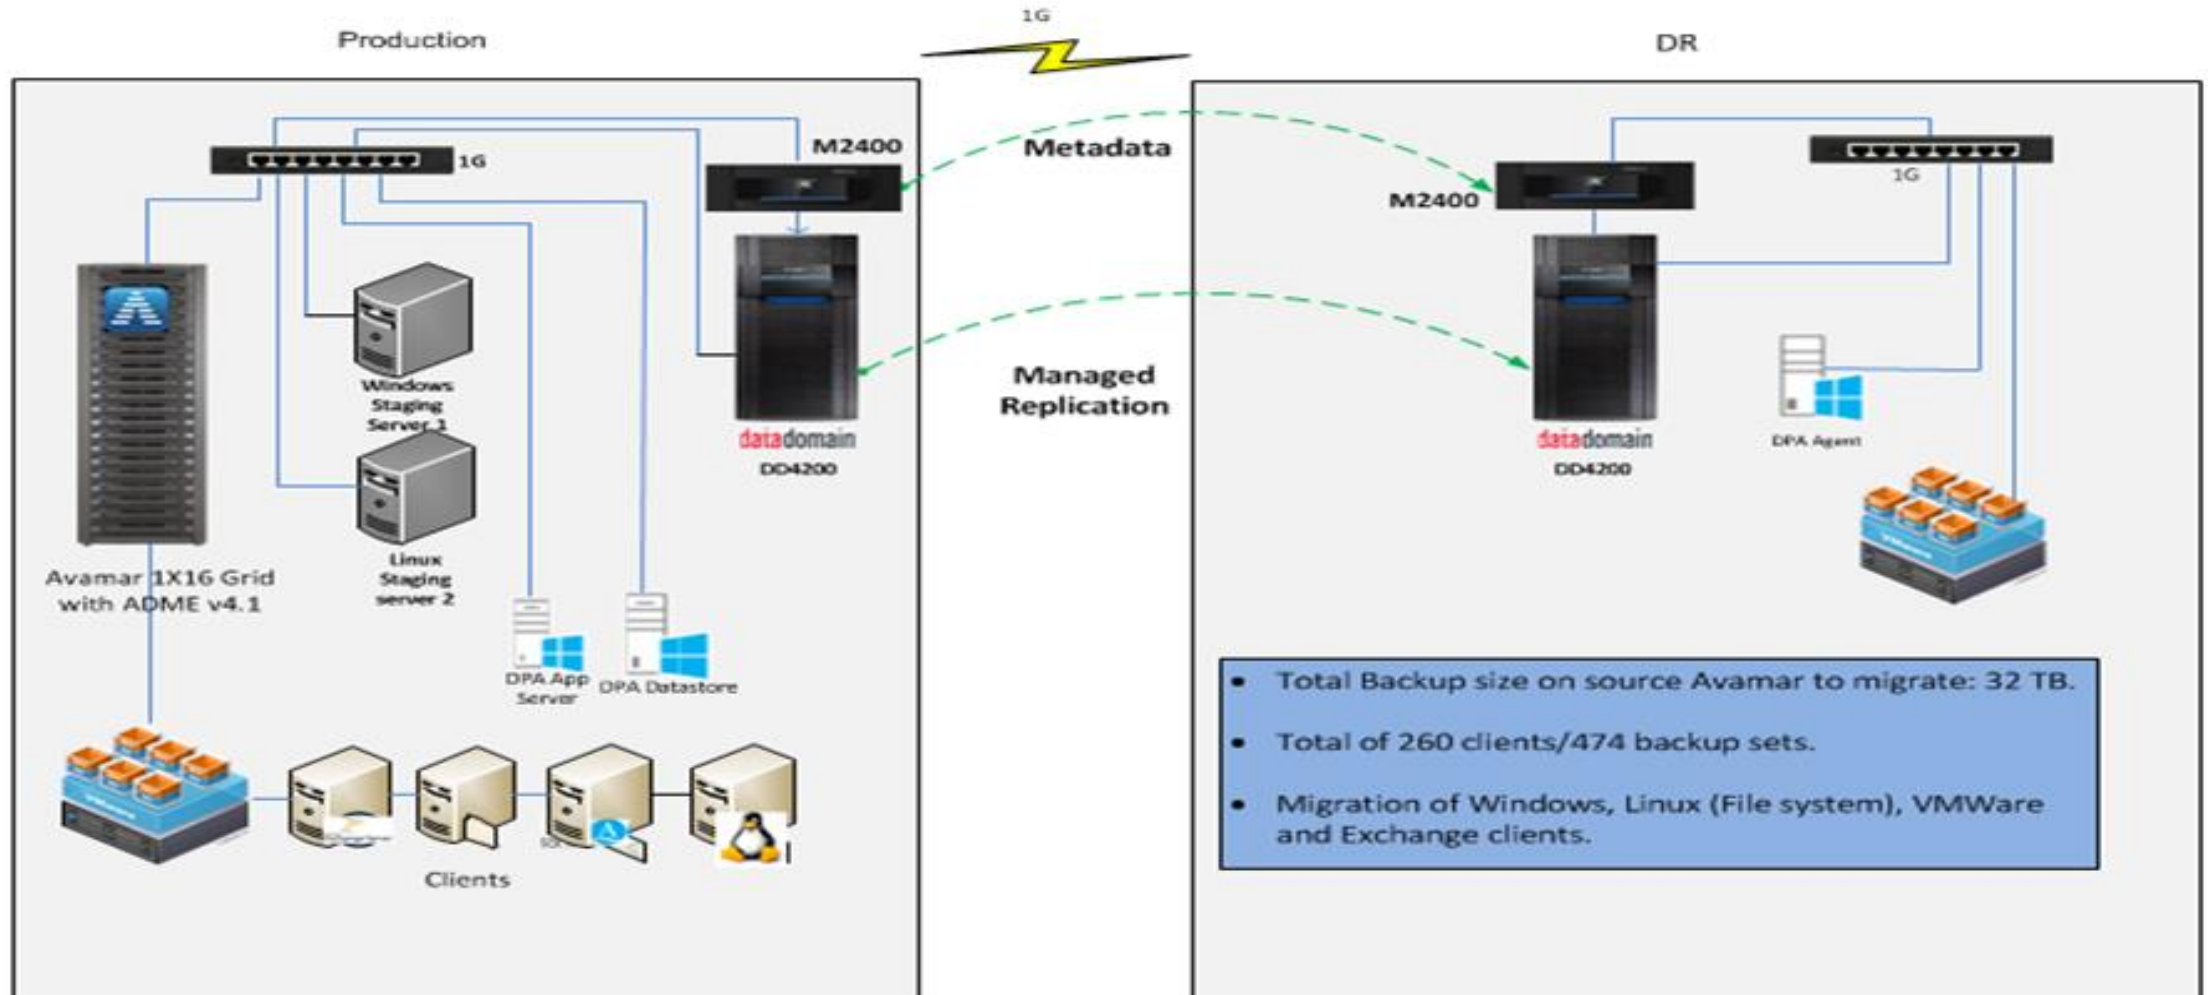 Production
1G
DR
1G
M2400
Metadata
M2400
1G
Managed
Replication
Windows
Staging
Server 1
datadomain
DD4200
datadomain
DD4200
DPA Agent
Linux
Staging
server 2
Avamar 1X16 Grid
with ADME v4.1
DPA App
Server
DPA Datastore
vmware
vmware
Clients
• Total Backup size on source Avamar to migrate: 32 TB.
• Total of 260 clients/474 backup sets.
• Migration of Windows, Linux (File system), VMWare
and Exchange clients.